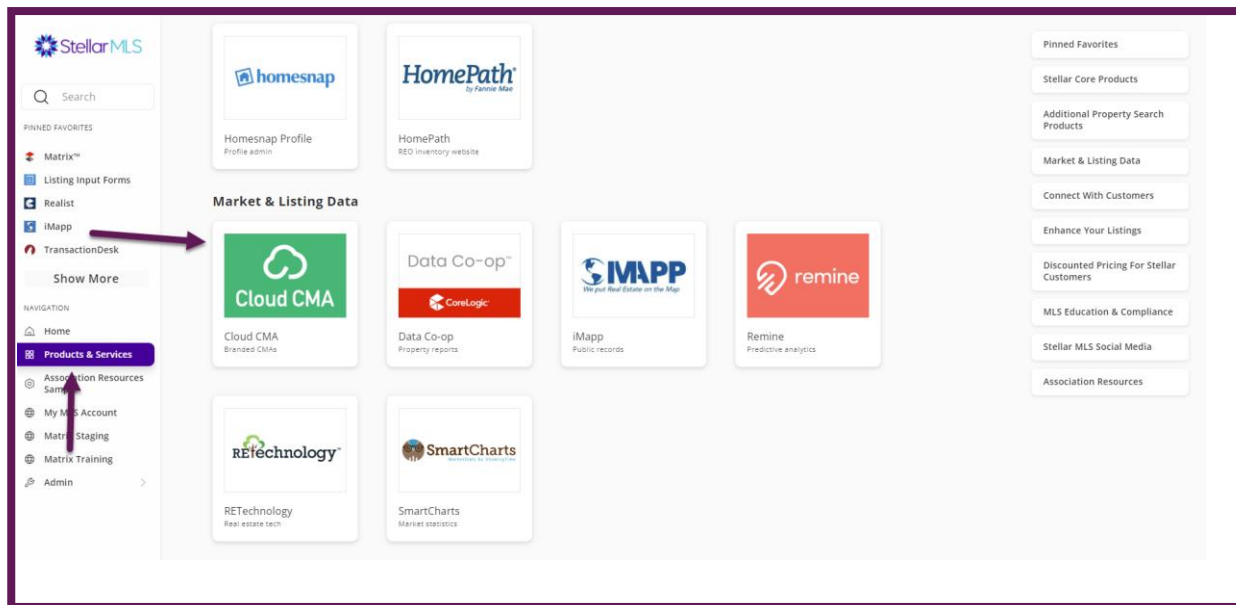 StellarMLS
Search
PINNED FAVORITES
Matrix™
Listing Input Forms
Realist
iMapp
TransactionDesk
Show More
NAVIGATION
Home
Products & Services
Association Resources
My MLS Account
Matrix Staging
Matrix Training
Admin
homesnap
Homesnap Profile
Profile admin
HomePath®
by Fannie Mae
HomePath
REO inventory website
Market & Listing Data
Cloud CMA
Cloud CMA
Branded CMAs
Data Co-op™
CoreLogic
Data Co-op
Property reports
IMAPP
We put Real Estate on the Map
iMapp
Public records
remine
Remine
Predictive analytics
REtechnology
RETechnology
Real estate tech
SmartCharts
MarketStats by ShowingTime
SmartCharts
Market statistics
Pinned Favorites
Stellar Core Products
Additional Property Search
Products
Market & Listing Data
Connect With Customers
Enhance Your Listings
Discounted Pricing For Stellar
Customers
MLS Education & Compliance
Stellar MLS Social Media
Association Resources